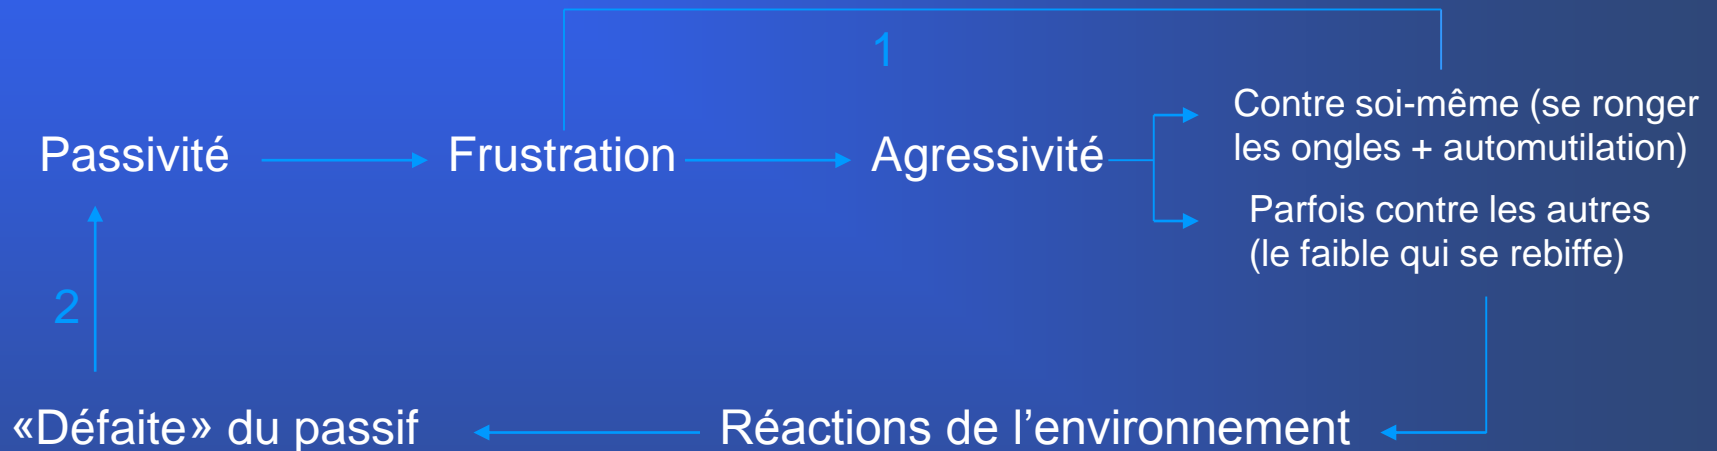 1
Contre soi-même (se ronger
les ongles + automutilation)
Passivité
Frustration
Agressivité
Parfois contre les autres
(le faible qui se rebiffe)
2
«Défaite» du passif
Réactions de l’environnement